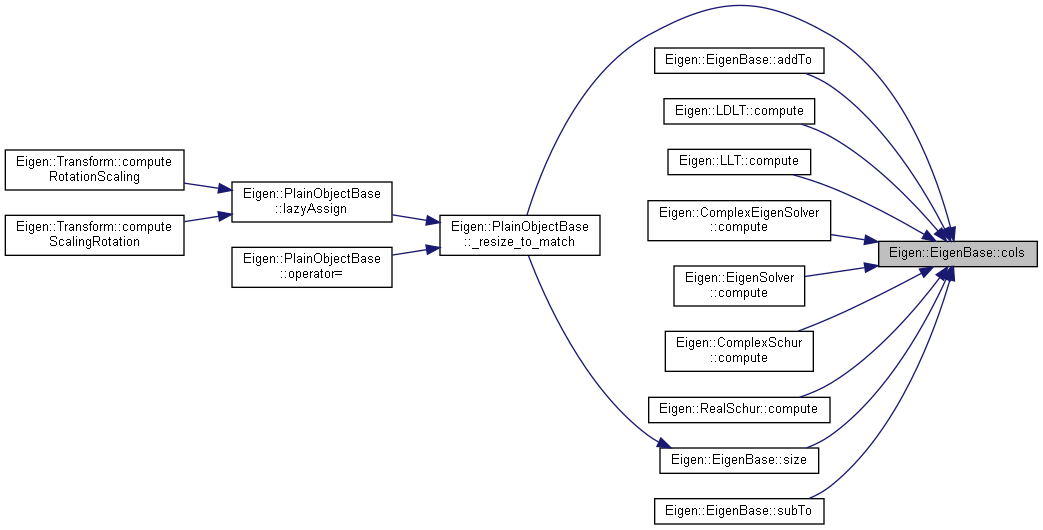 Eigen::Transform::compute
RotationScaling
Eigen::Transform::compute
ScalingRotation
Eigen::PlainObjectBase
::lazyAssign
Eigen::PlainObjectBase
::operator=
Eigen::PlainObjectBase
::_resize_to_match
Eigen::EigenBase::addTo
Eigen::LDLT::compute
Eigen::LLT::compute
Eigen::ComplexEigenSolver
::compute
Eigen::EigenSolver
::compute
Eigen::ComplexSchur
::compute
Eigen::RealSchur::compute
Eigen::EigenBase::size
Eigen::EigenBase::subTo
Eigen::EigenBase::cols